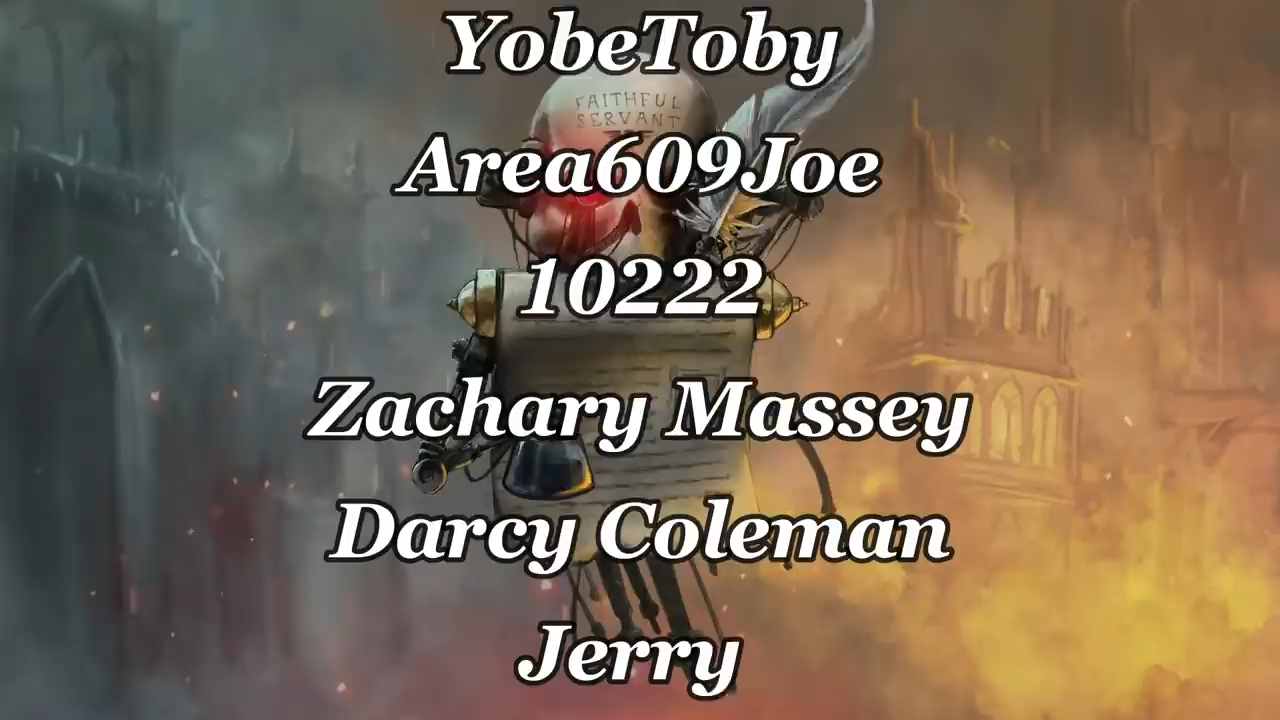 YobeToby
FAITHFUL
SERVANT
Area609Joe
10222
Zachary Massey
Darcy Coleman
Jerry